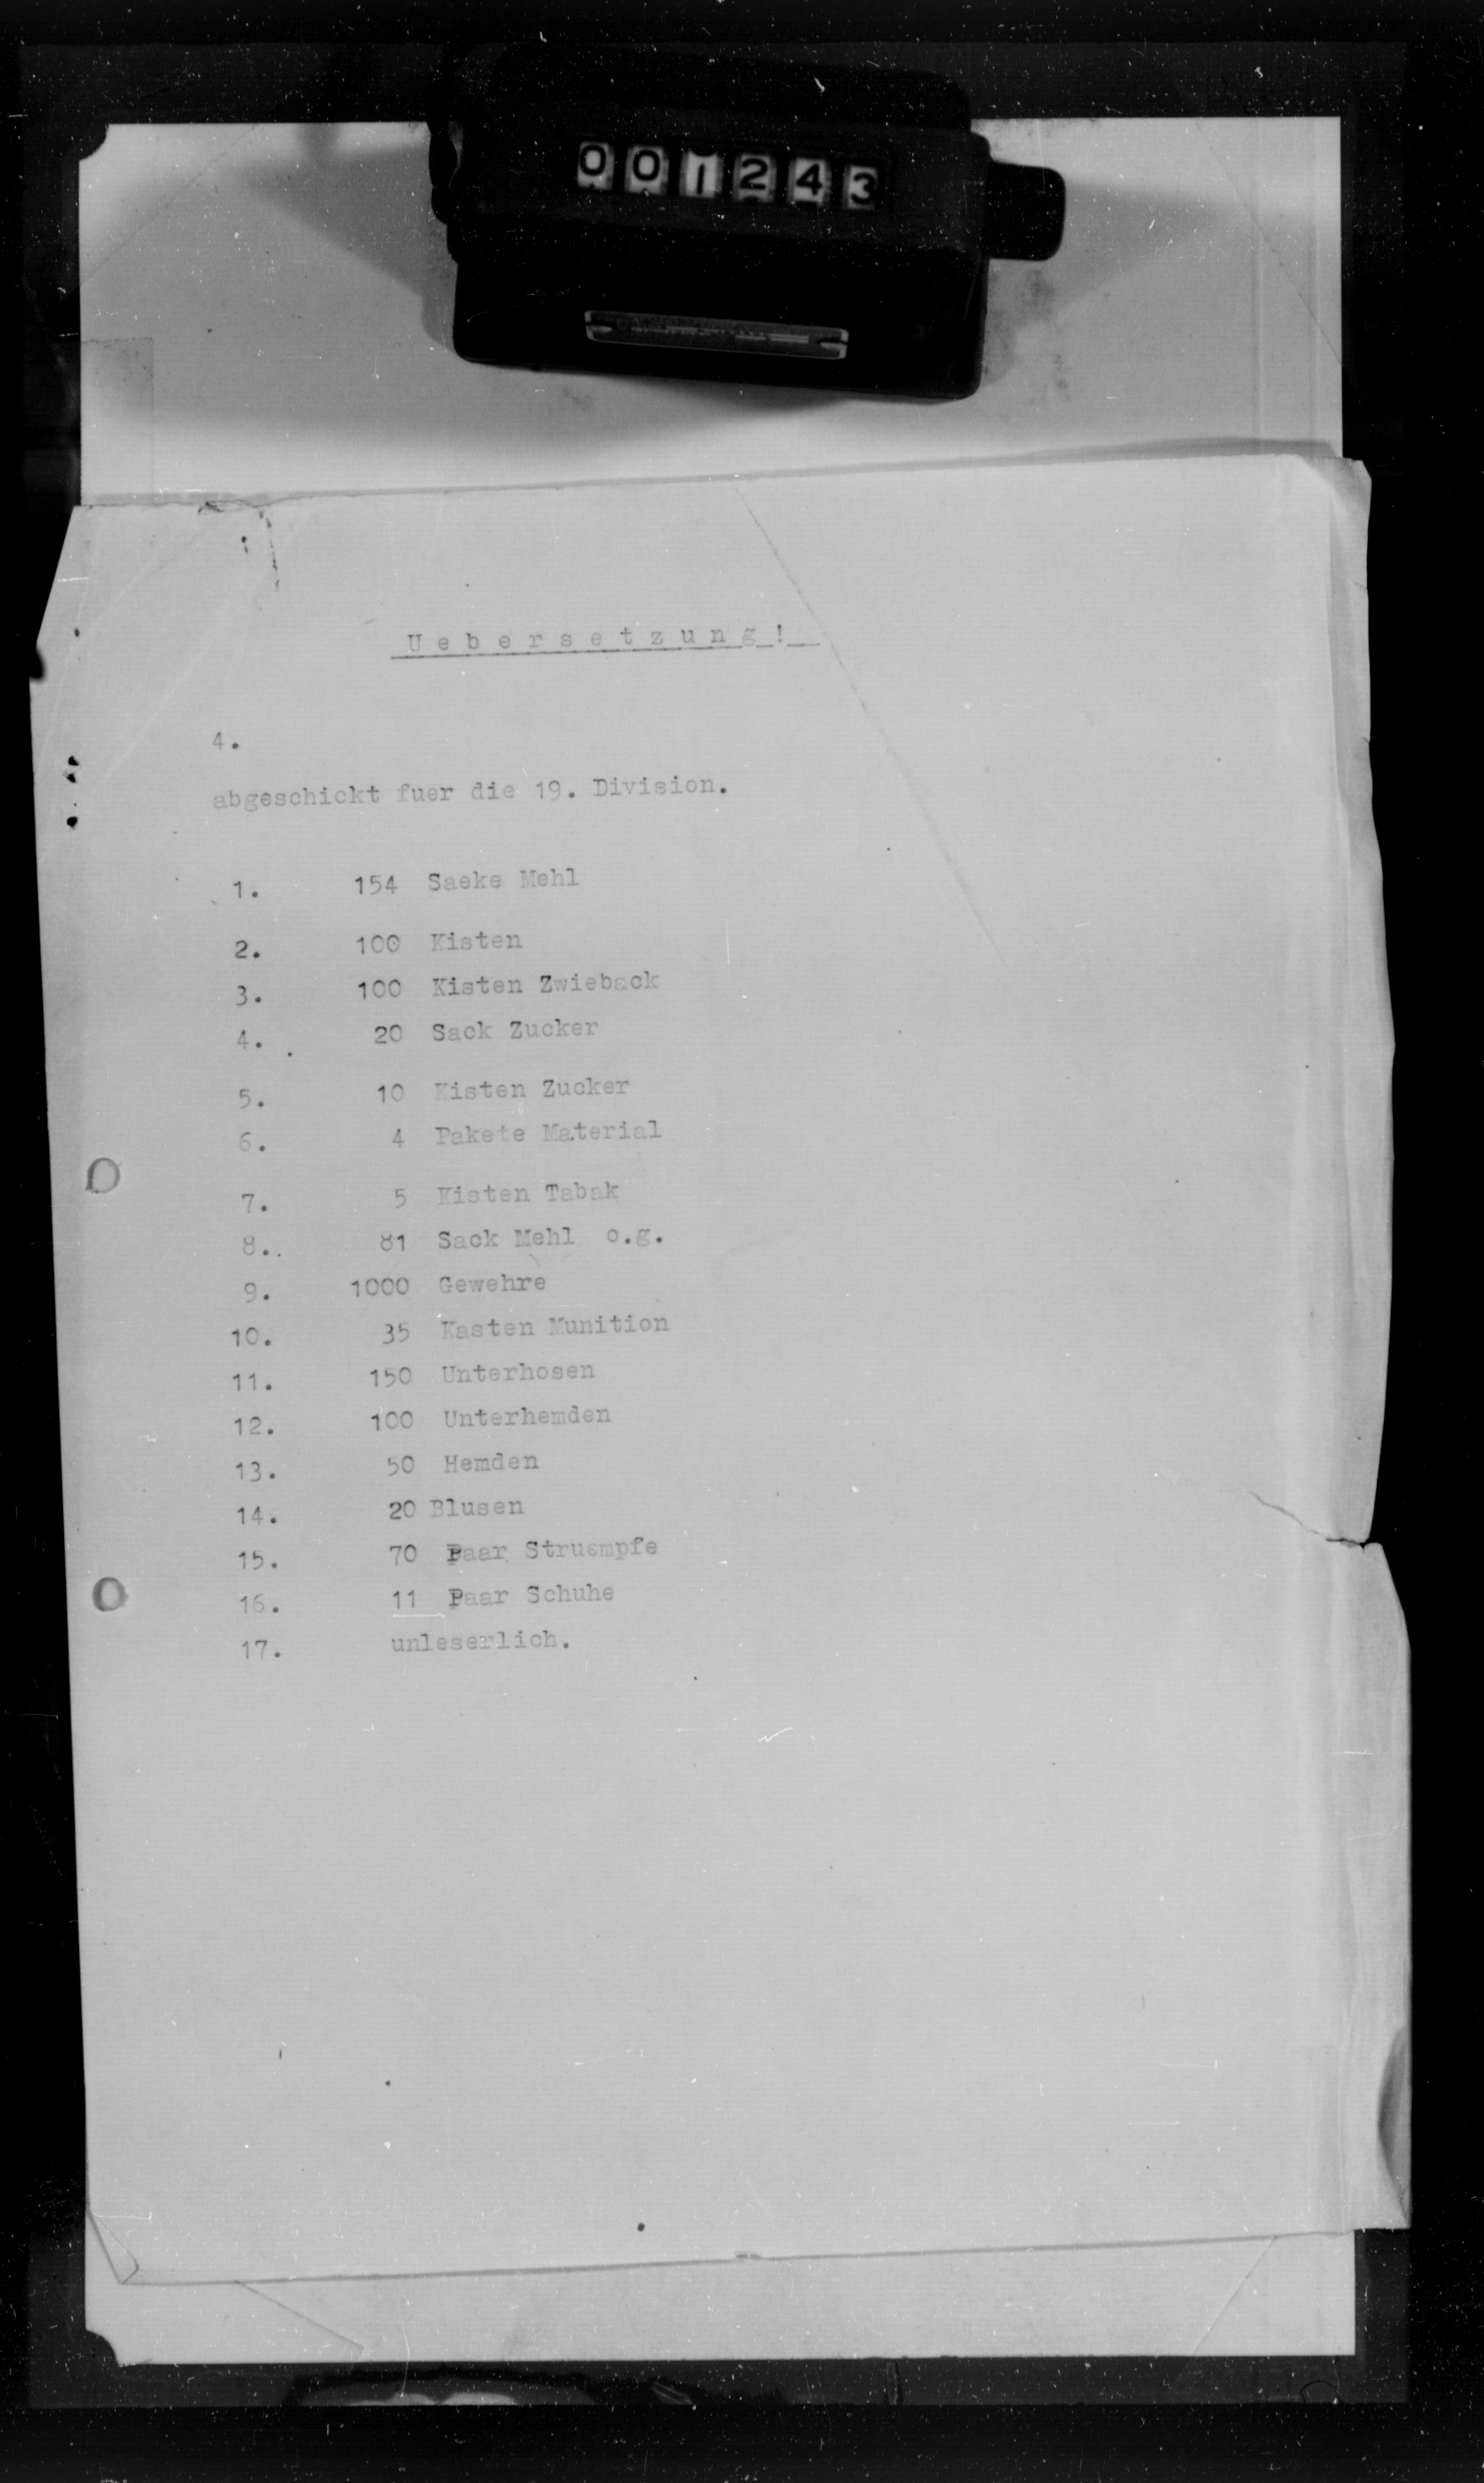 001243
Uebersetzung!
4.
abgeschickt fuer die 19. Division.
1. 154 Saeke Mehl
2. 100 Kisten
3. 100 Kisten Zwieback
4. 20 Sack Zucker
5. 10 Kisten Zucker
6. 4 Pakete Material
7. 5 Kisten Tabak
8. 81 Sack Mehl o.g.
9. 1000 Gewehre
10. 35 Kasten Munition
11. 150 Unterhosen
12. 100 Unterhemden
13. 50 Hemden
14. 20 Blusen
15. 70 Paar Struempfe
16. 11 Paar Schuhe
17. unleserlich.